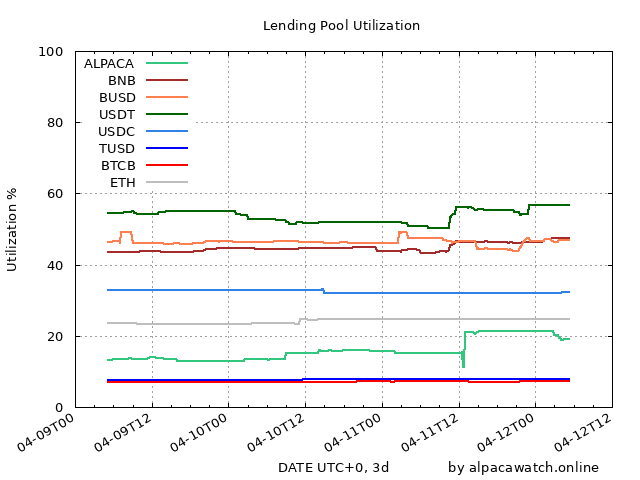 Lending Pool Utilization
100
80
60
40
20
0
Utilization %
ALPACA
BNB
BUSD
USDT
USDC
TUSD
BTCB
ETH
04-09T00
04-09T12
04-10T00
04-10T12
04-11T00
04-11T12
04-12T00
04-12T12
DATE UTC+0, 3d
by alpacawatch.online